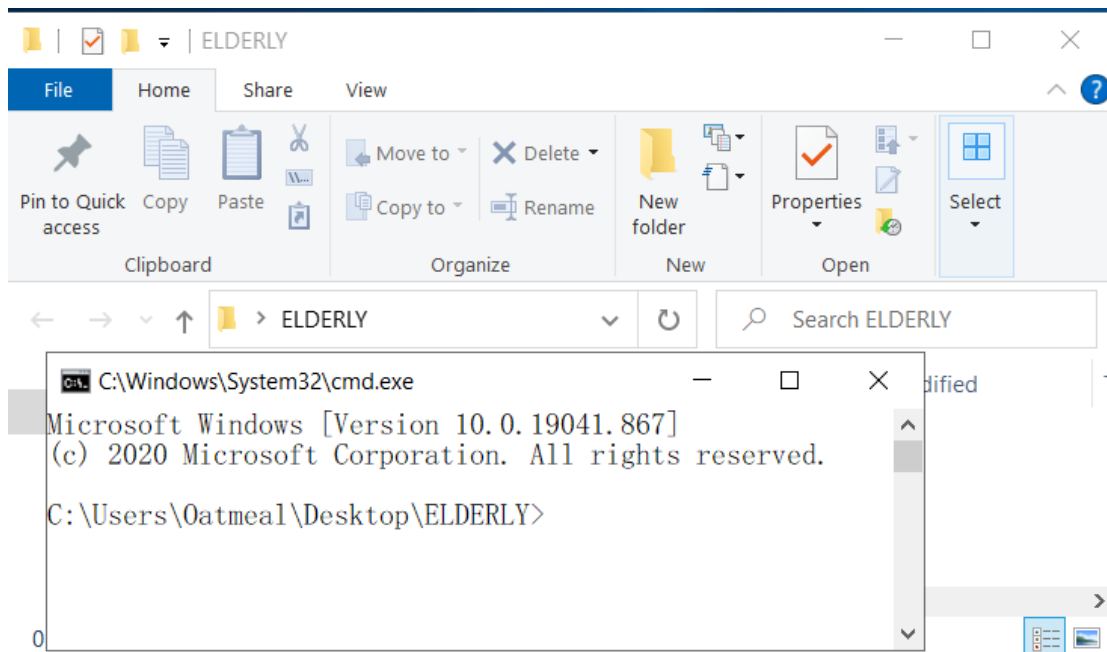 ELDERLY
File Home Share View
Pin to Quick access
Copy
Paste
Move to
Copy to
Delete
Rename
New folder
Properties
Select
Clipboard Organize New Open
ELDERLY
Search ELDERLY
C:\Windows\System32\cmd.exe
Microsoft Windows [Version 10.0.19041.867]
(c) 2020 Microsoft Corporation. All rights reserved.
C:\Users\Oatmeal\Desktop\ELDERLY>
0